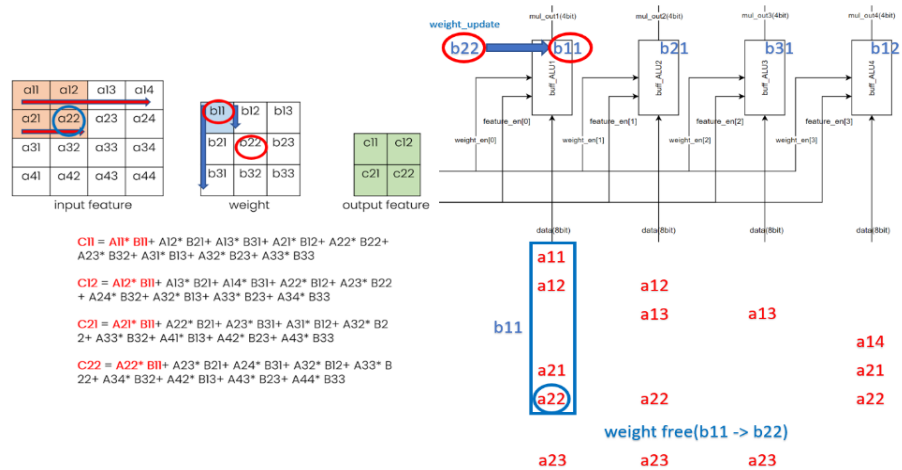 weight_update
b22
mul_out1(4bit)
b11
buff_ALU1
mul_out2(4bit)
b21
buff_ALU2
mul_out3(4bit)
b31
buff_ALU3
mul_out4(4bit)
b12
buff_ALU4
feature_en[0]
feature_en[1]
feature_en[2]
feature_en[3]
weight_en[0]
weight_en[1]
weight_en[2]
weight_en[3]
data(8bit)
data(8bit)
data(8bit)
data(8bit)
a11 a12 a13 a14
a21 a22 a23 a24
a31 a32 a33 a34
a41 a42 a43 a44
input feature
b11 b12 b13
b21 b22 b23
b31 b32 b33
weight
c11 c12
c21 c22
output feature
C11 = A11* B11+ A12* B21+ A13* B31+ A21* B12+ A22* B22+
A23* B32+ A31* B13+ A32* B23+ A33* B33
C12 = A12* B11+ A13* B21+ A14* B31+ A22* B12+ A23* B22
+ A24* B32+ A32* B13+ A33* B23+ A34* B33
C21 = A21* B11+ A22* B21+ A23* B31+ A31* B12+ A32* B2
2+ A33* B32+ A41* B13+ A42* B23+ A43* B33
C22 = A22* B11+ A23* B21+ A24* B31+ A32* B12+ A33* B
22+ A34* B32+ A42* B13+ A43* B23+ A44* B33
b11
a11
a12 a12
a13 a13
a14
a21 a21
a22 a22 a22
weight free(b11 -> b22)
a23 a23 a23